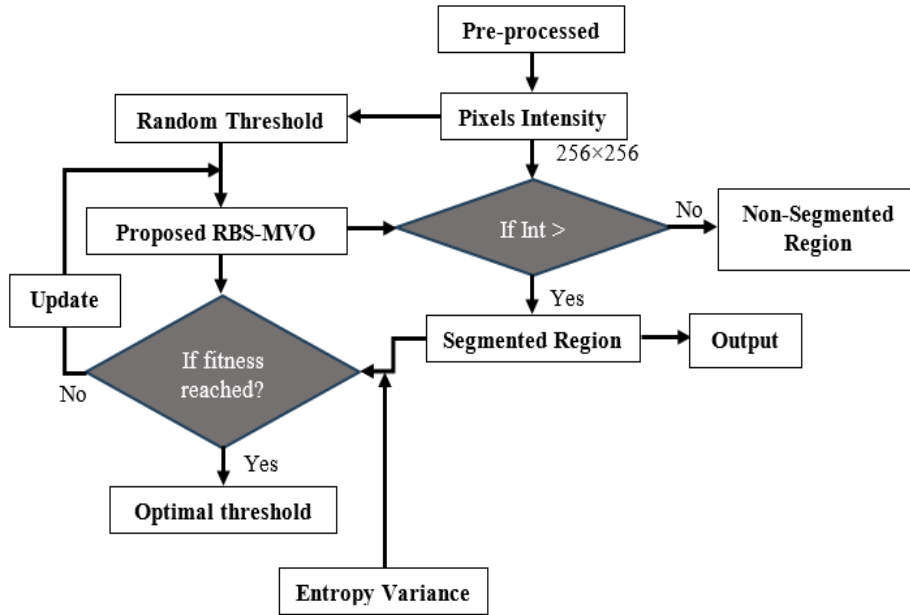 Pre-processed
Random Threshold
Pixels Intensity
256×256
Proposed RBS-MVO
If Int >
No
Non-Segmented
Region
Yes
Update
Segmented Region
Output
If fitness
reached?
No
Yes
Optimal threshold
Entropy Variance